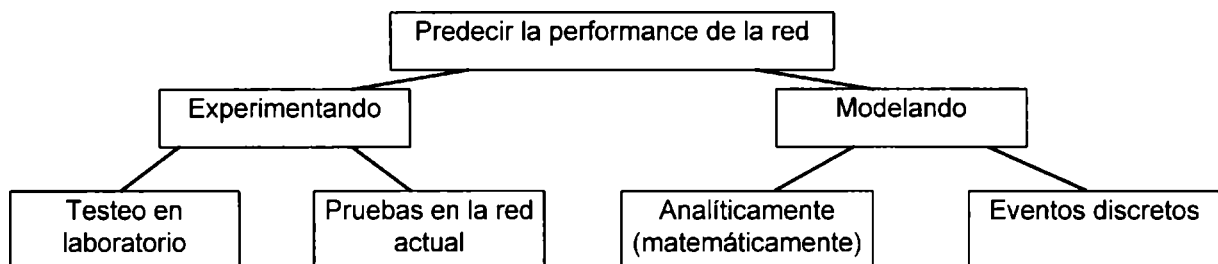 Predecir la performance de la red
Experimentando
Modelando
Testeo en
laboratorio
Pruebas en la red
actual
Analíticamente
(matemáticamente)
Eventos discretos